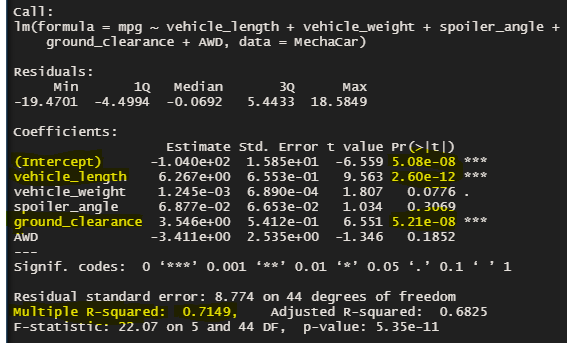 Call:
lm(formula = mpg ~ vehicle_length + vehicle_weight + spoiler_angle +
    ground_clearance + AWD, data = MechaCar)

Residuals:
     Min       1Q   Median       3Q      Max
-19.4701  -4.4994  -0.0692   5.4433  18.5849

Coefficients:
                   Estimate Std. Error t value Pr(>|t|)
(Intercept)      -1.040e+02  1.585e+01  -6.559 5.08e-08 ***
vehicle_length    6.267e+00  6.553e-01   9.563 2.60e-12 ***
vehicle_weight    1.245e-03  6.890e-04   1.807   0.0776 .
spoiler_angle     6.877e-02  6.653e-02   1.034   0.3069
ground_clearance  3.546e+00  5.412e-01   6.551 5.21e-08 ***
AWD              -3.411e+00  2.535e+00  -1.346   0.1852
---
Signif. codes:  0 ‘***’ 0.001 ‘**’ 0.01 ‘*’ 0.05 ‘.’ 0.1 ‘ ’ 1

Residual standard error: 8.774 on 44 degrees of freedom
Multiple R-squared:  0.7149,    Adjusted R-squared:  0.6825
F-statistic: 22.07 on 5 and 44 DF,  p-value: 5.35e-11